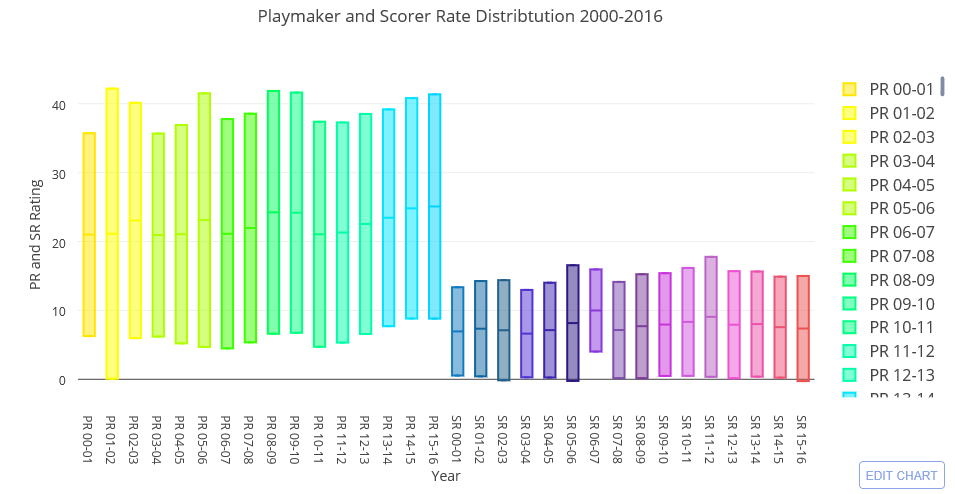 Playmaker and Scorer Rate Distribtution 2000-2016
PR and SR Rating
40
30
20
10
0
PR 00-01
PR 01-02
PR 02-03
PR 03-04
PR 04-05
PR 05-06
PR 06-07
PR 07-08
PR 08-09
PR 09-10
PR 10-11
PR 11-12
PR 12-13
PR 13-14
PR 14-15
PR 15-16
SR 00-01
SR 01-02
SR 02-03
SR 03-04
SR 04-05
SR 05-06
SR 06-07
SR 07-08
SR 08-09
SR 09-10
SR 10-11
SR 11-12
SR 12-13
SR 13-14
SR 14-15
SR 15-16
Year
PR 00-01
PR 01-02
PR 02-03
PR 03-04
PR 04-05
PR 05-06
PR 06-07
PR 07-08
PR 08-09
PR 09-10
PR 10-11
PR 11-12
PR 12-13
PR 13-14
EDIT CHART